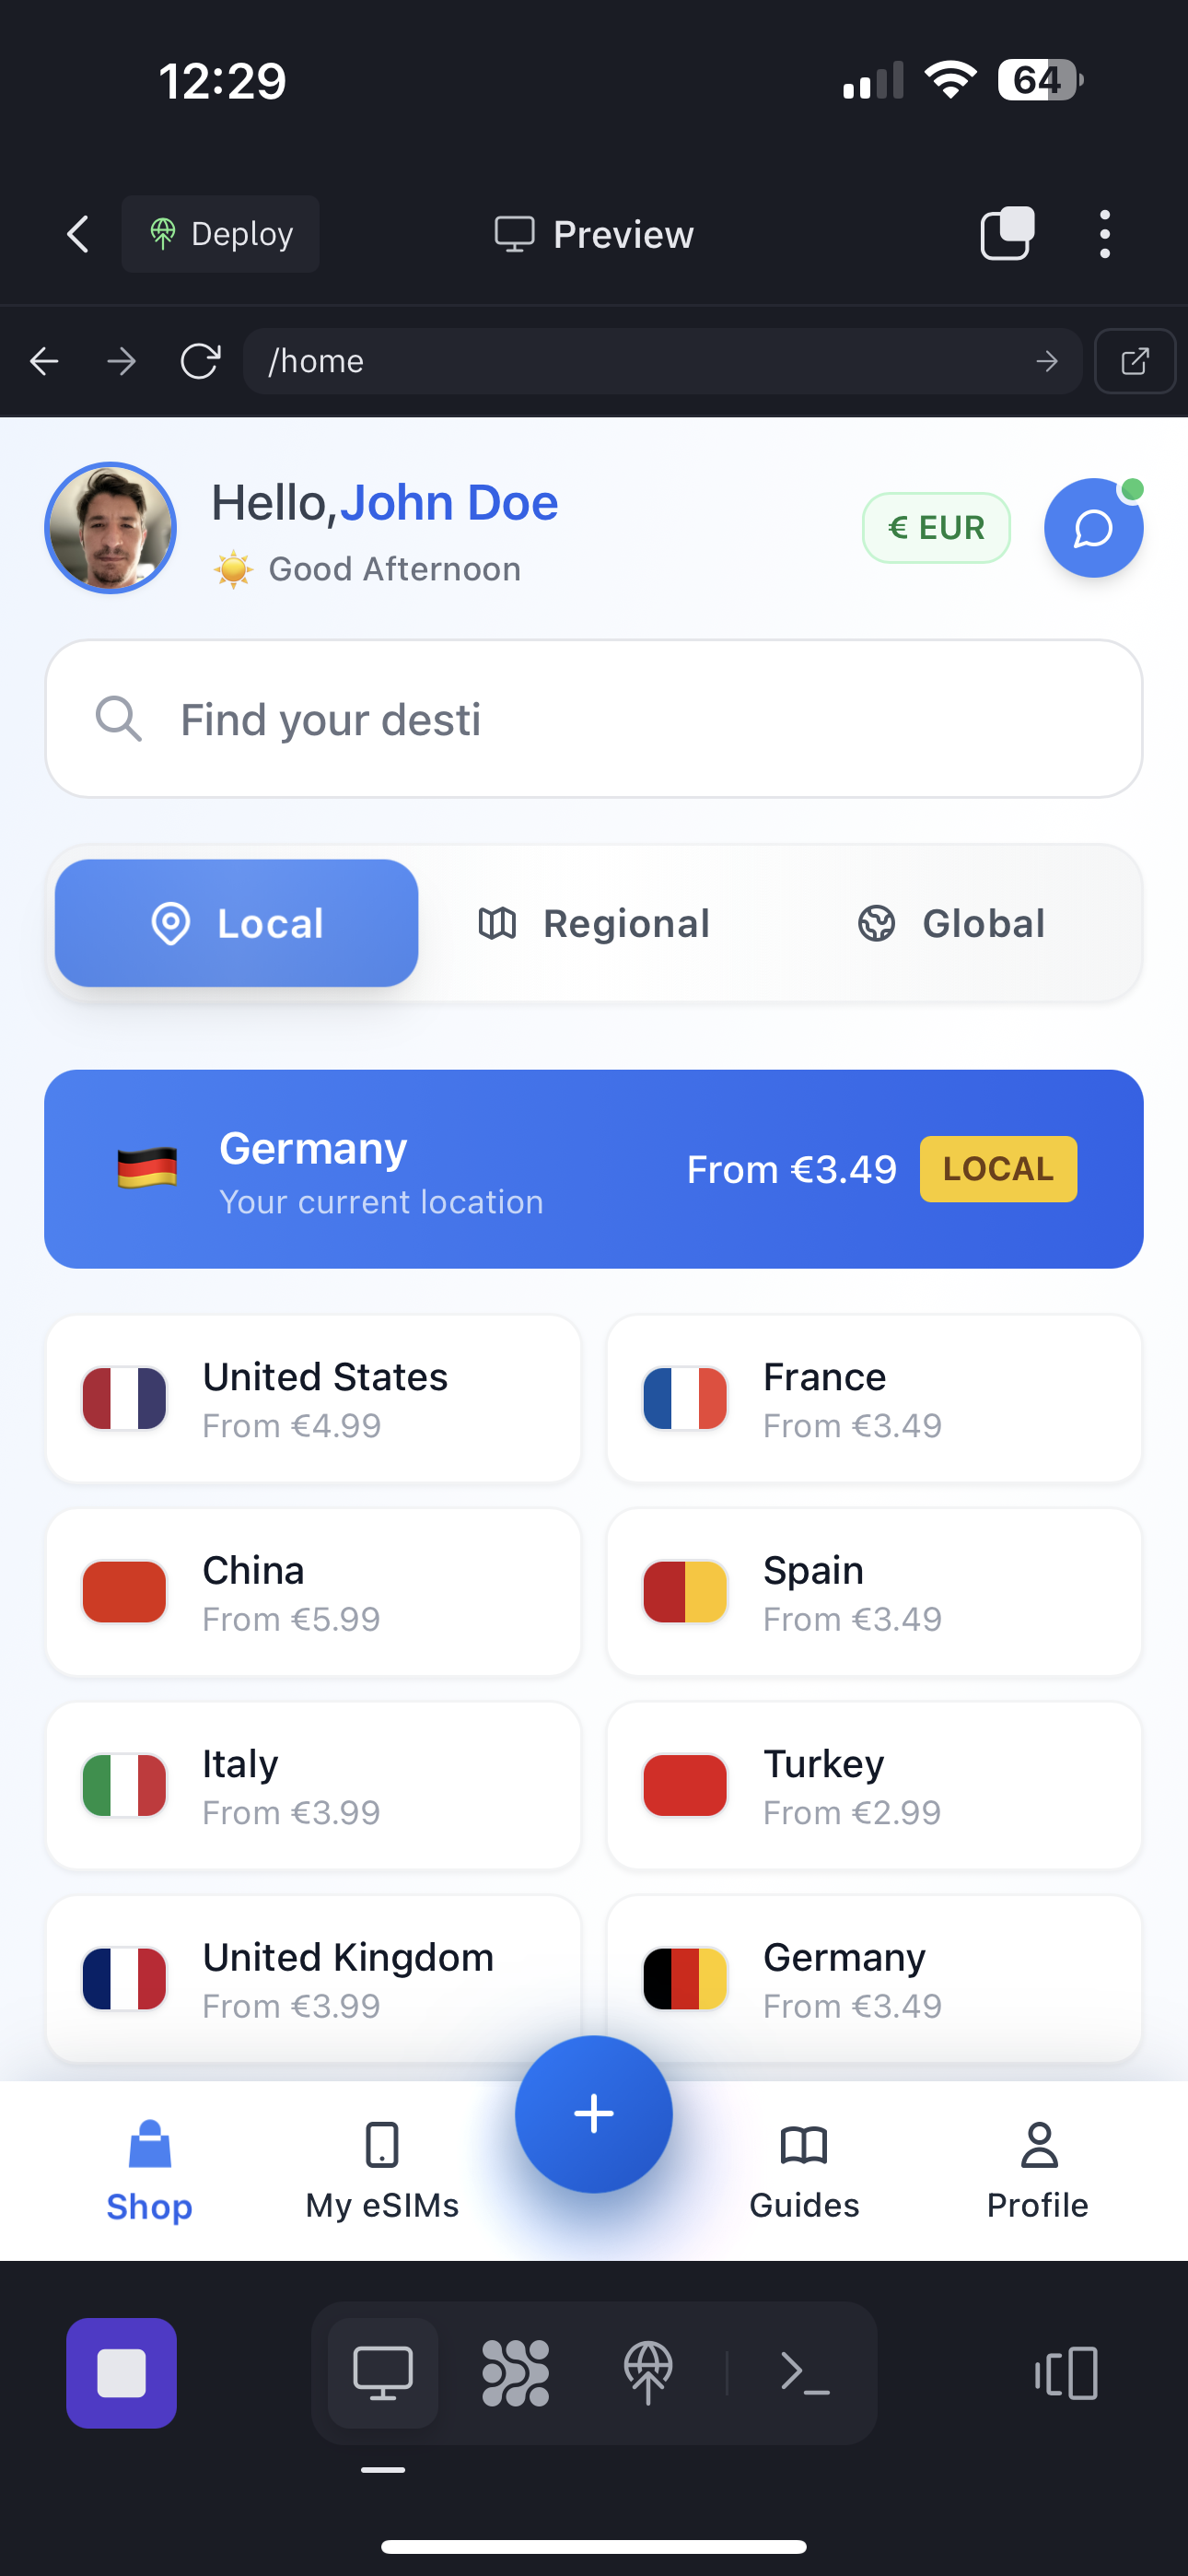 12:29
64
Deploy
Preview
/home
Hello,John Doe
☀️ Good Afternoon
€ EUR
Find your desti
Local
Regional
Global
Germany
Your current location
From €3.49
LOCAL
United States
From €4.99
France
From €3.49
China
From €5.99
Spain
From €3.49
Italy
From €3.99
Turkey
From €2.99
United Kingdom
From €3.99
Germany
From €3.49
Shop
My eSIMs
Guides
Profile